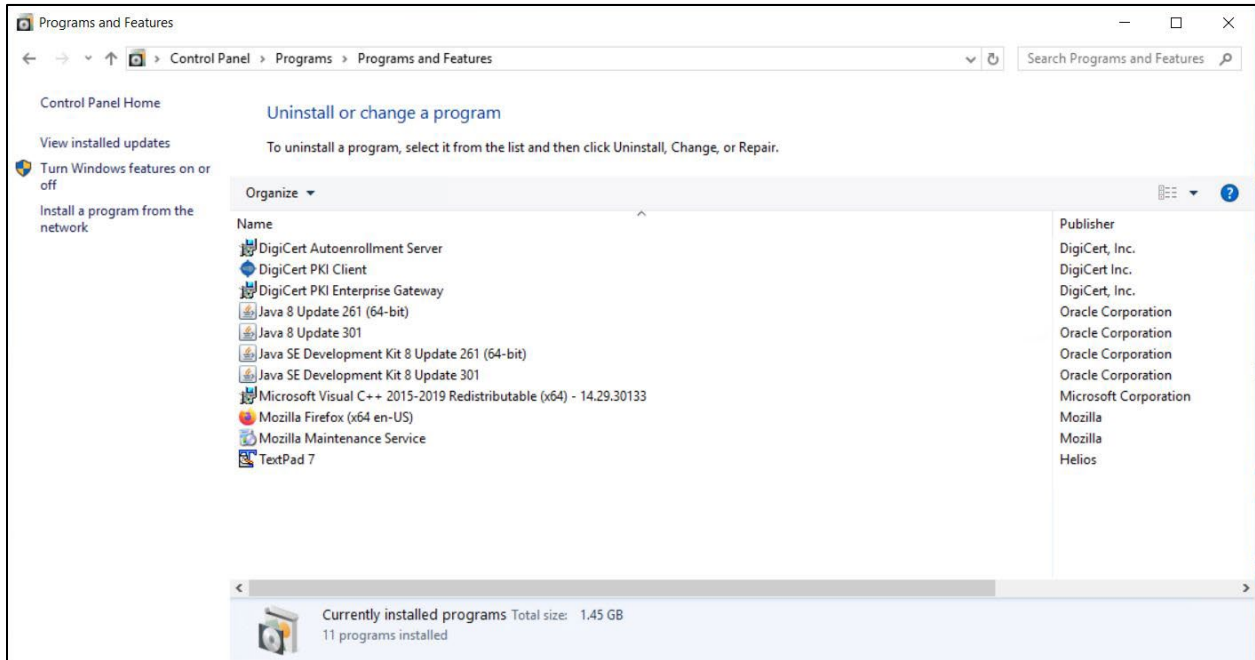 Programs and Features
Control Panel > Programs > Programs and Features
Search Programs and Features
Control Panel Home
View installed updates
Turn Windows features on or
off
Install a program from the
network
Uninstall or change a program
To uninstall a program, select it from the list and then click Uninstall, Change, or Repair.
Organize
Name Publisher
DigiCert Autoenrollment Server DigiCert, Inc.
DigiCert PKI Client DigiCert Inc.
DigiCert PKI Enterprise Gateway DigiCert, Inc.
Java 8 Update 261 (64-bit) Oracle Corporation
Java 8 Update 301 Oracle Corporation
Java SE Development Kit 8 Update 261 (64-bit) Oracle Corporation
Java SE Development Kit 8 Update 301 Oracle Corporation
Microsoft Visual C++ 2015-2019 Redistributable (x64) - 14.29.30133 Microsoft Corporation
Mozilla Firefox (x64 en-US) Mozilla
Mozilla Maintenance Service Mozilla
TextPad 7 Helios
Currently installed programs Total size: 1.45 GB
11 programs installed